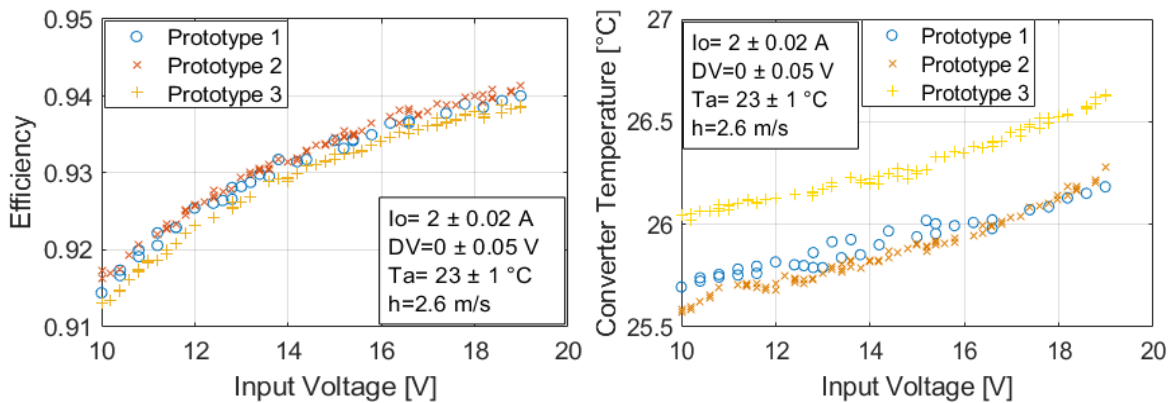 0.95
0.94
0.93
0.92
0.91
Efficiency
Prototype 1
Prototype 2
Prototype 3
Io= 2 ± 0.02 A
DV=0 ± 0.05 V
Ta= 23 ± 1 °C
h=2.6 m/s
10 12 14 16 18 20
Input Voltage [V]
27
26.5
26
25.5
Converter Temperature [°C]
Io= 2 ± 0.02 A
DV=0 ± 0.05 V
Ta= 23 ± 1 °C
h=2.6 m/s
Prototype 1
Prototype 2
Prototype 3
10 12 14 16 18 20
Input Voltage [V]